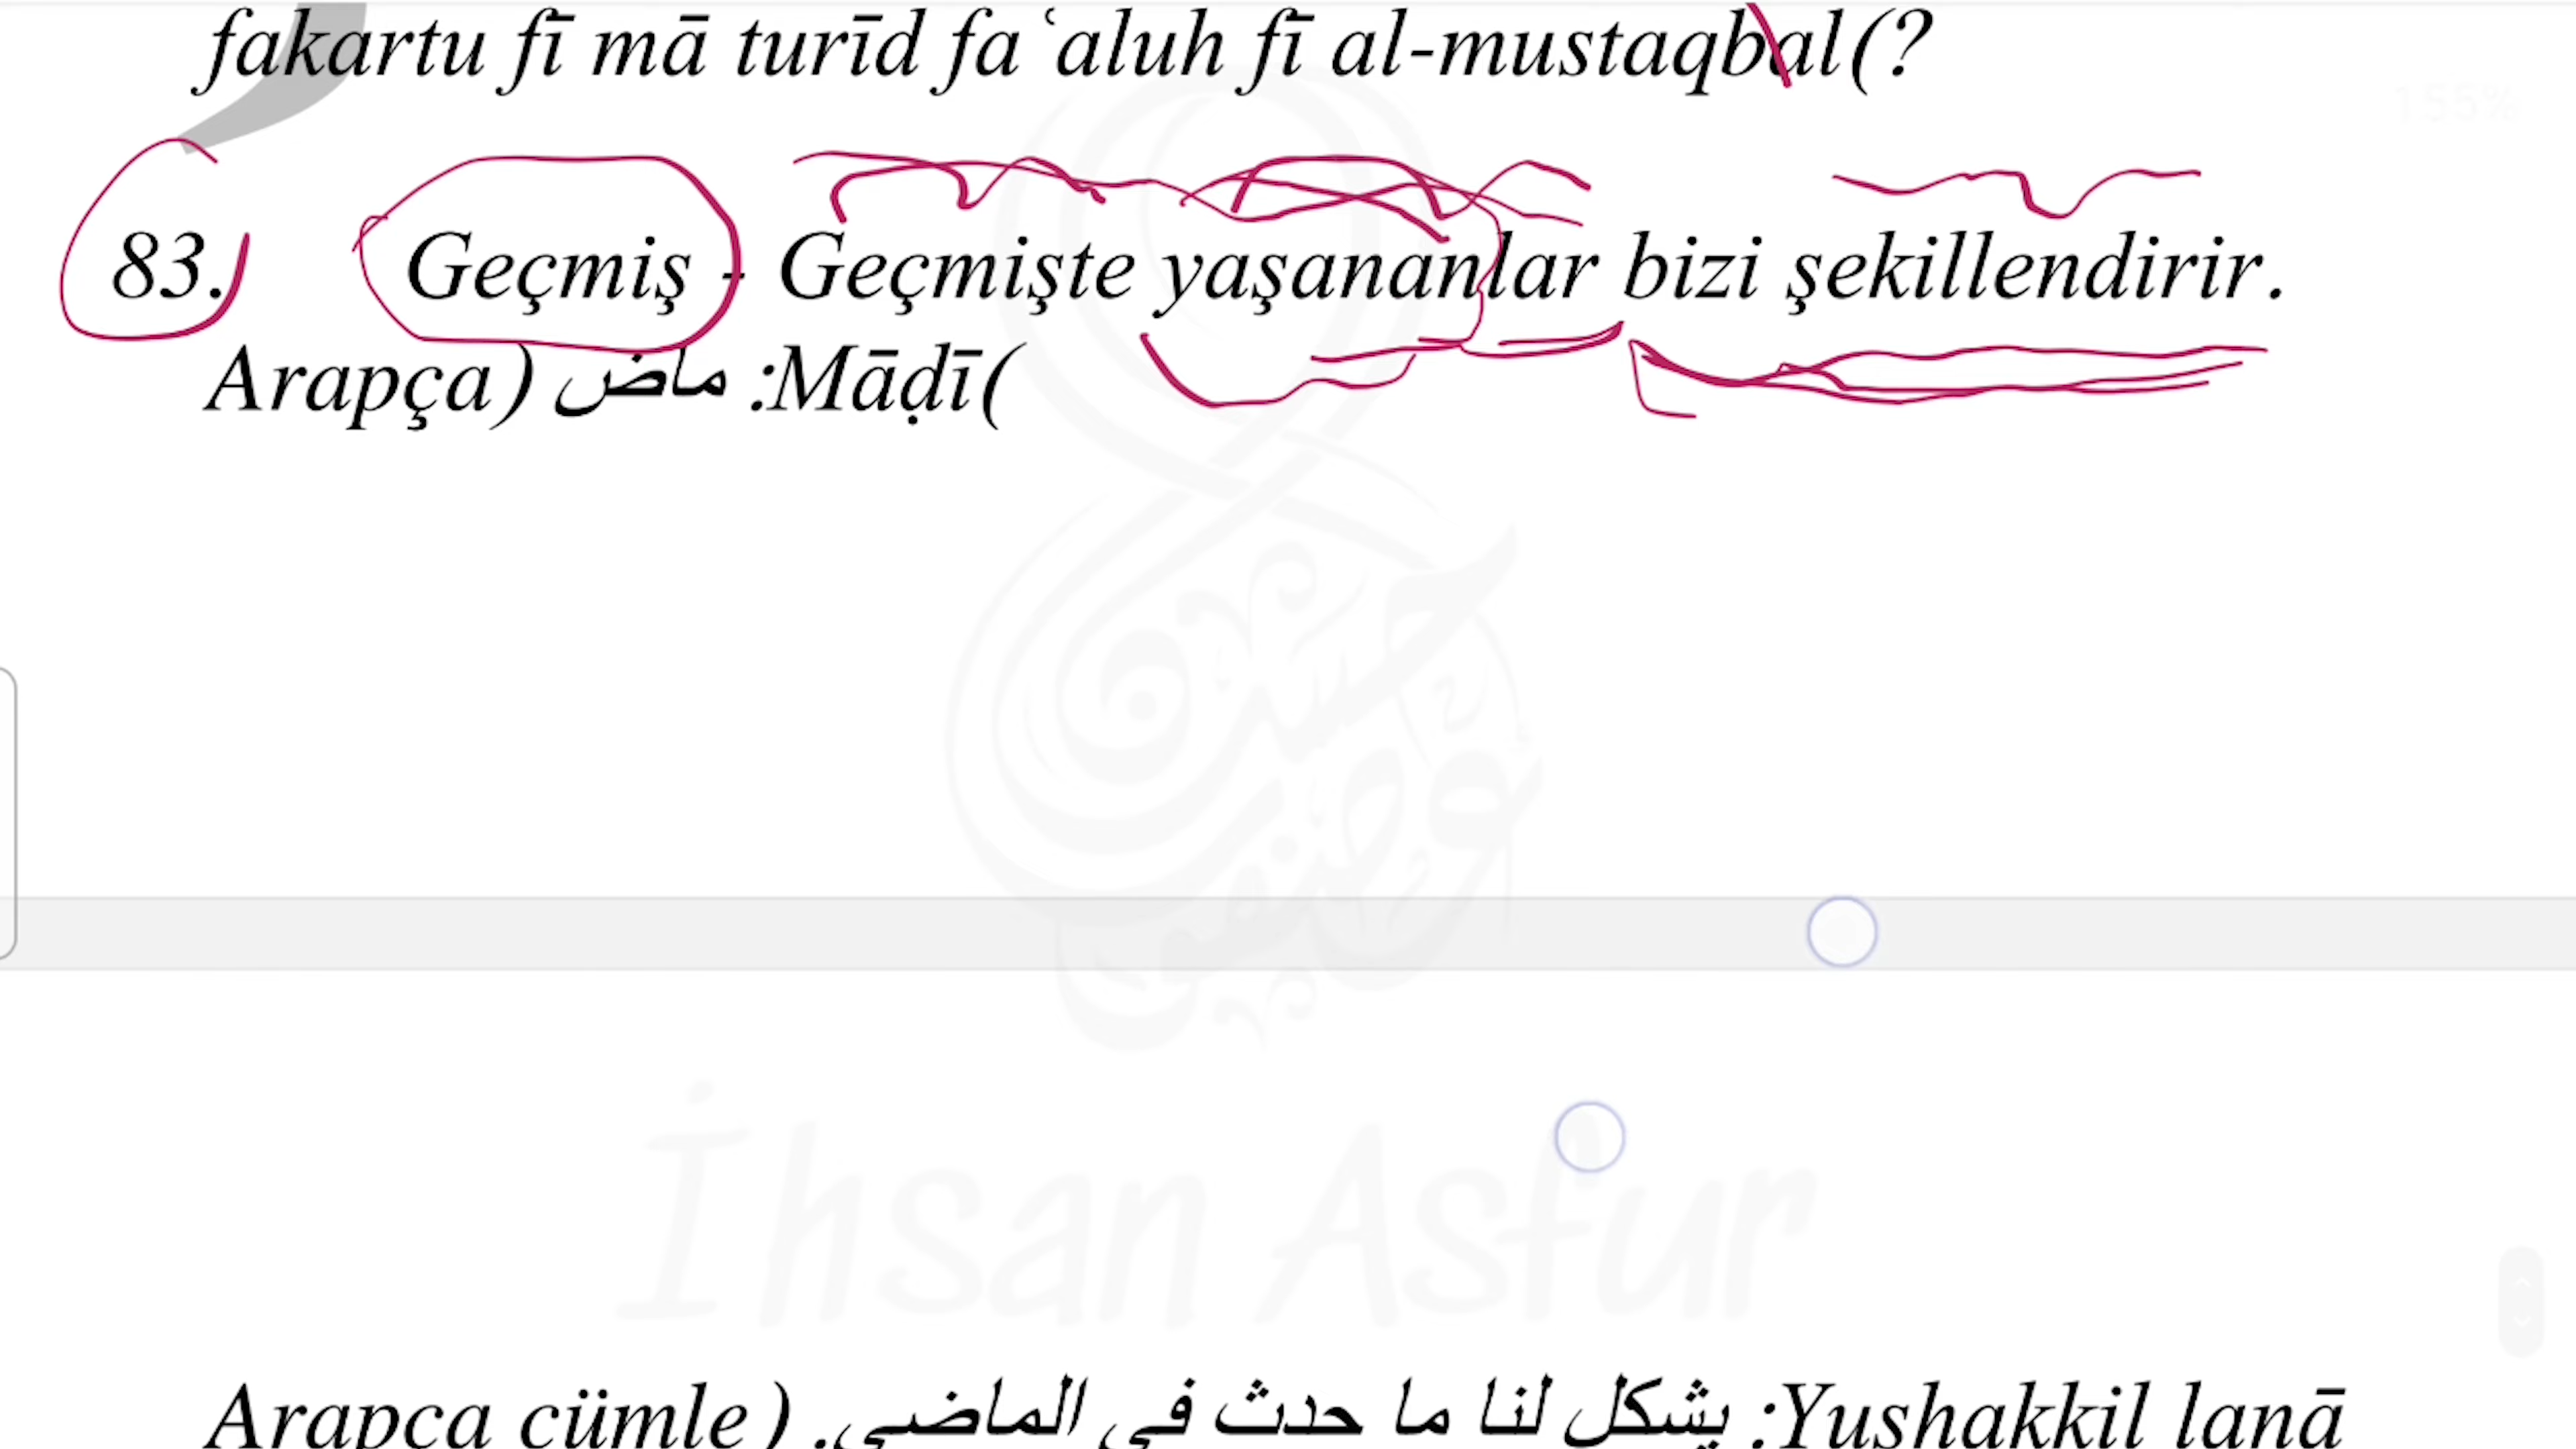 fakartu fī mā turīd faʿaluh fī al-mustaqbal(?
155%
83. Geçmiş - Geçmişte yaşananlar bizi şekillendirir.
Arapça) ماض :Māḍī(
İhsan Asfur
Arapça cümle) .يشكل لنا ما حدث في الماضي :Yushakkil lanā